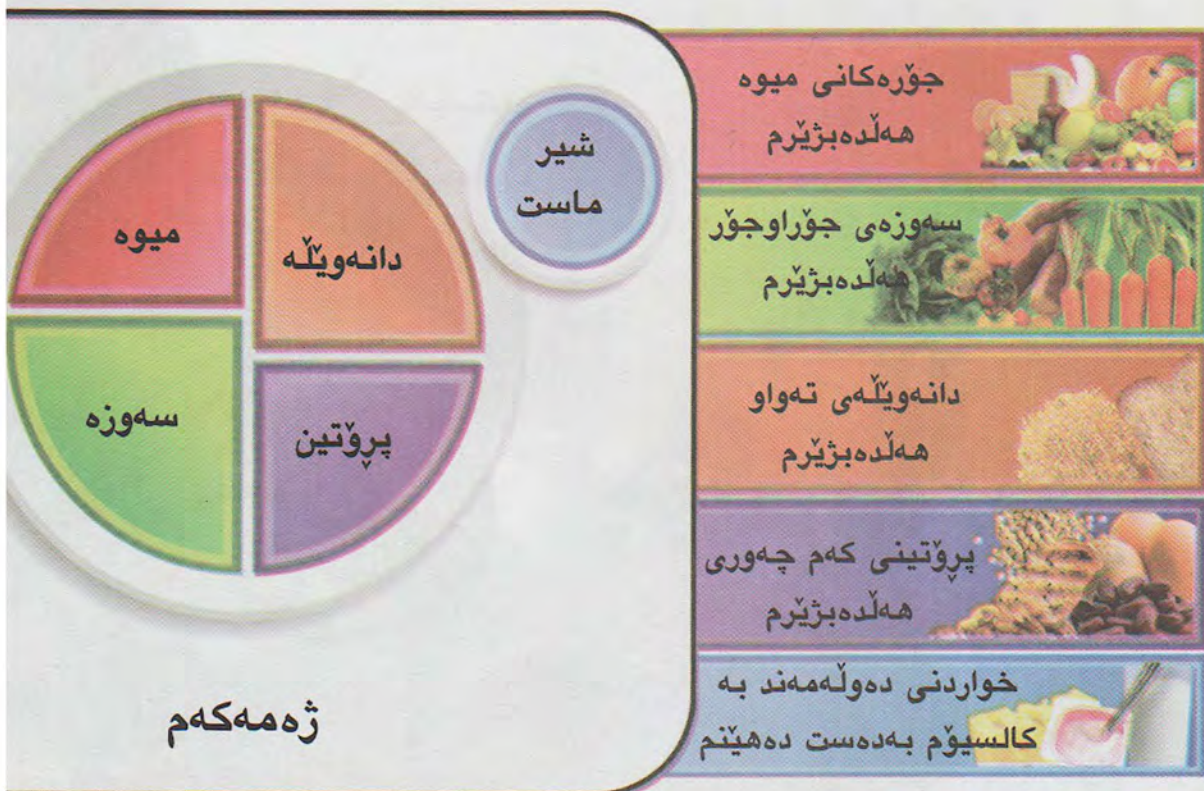 جۆرەکانی میوە
هەڵدەبژێرم
سەوزەی جۆراوجۆر
هەڵدەبژێرم
دانەوێڵەی تەواو
هەڵدەبژێرم
پڕۆتینی کەم چەوری
هەڵدەبژێرم
خواردنی دەوڵەمەند بە
کالسیۆم بەدەست دەهێنم
شیر
ماست
دانەوێڵە
میوە
پڕۆتین
سەوزە
ژەمەکەم